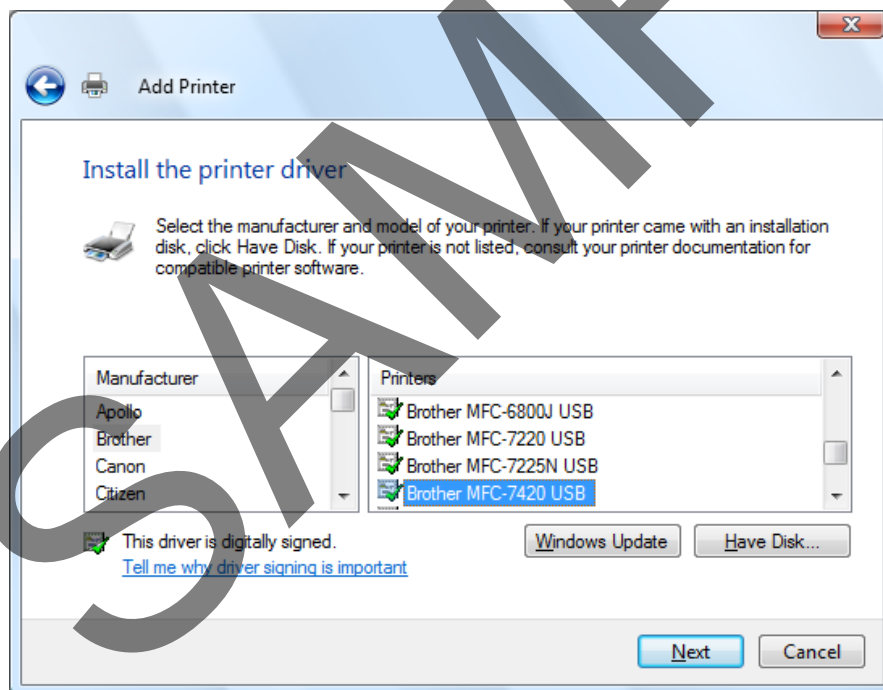 Add Printer
Install the printer driver
Select the manufacturer and model of your printer. If your printer came with an installation
disk, click Have Disk. If your printer is not listed, consult your printer documentation for
compatible printer software.
Manufacturer
Apollo
Brother
Canon
Citizen
Printers
Brother MFC-6800J USB
Brother MFC-7220 USB
Brother MFC-7225N USB
Brother MFC-7420 USB
This driver is digitally signed.
Tell me why driver signing is important
Windows Update
Have Disk...
Next
Cancel